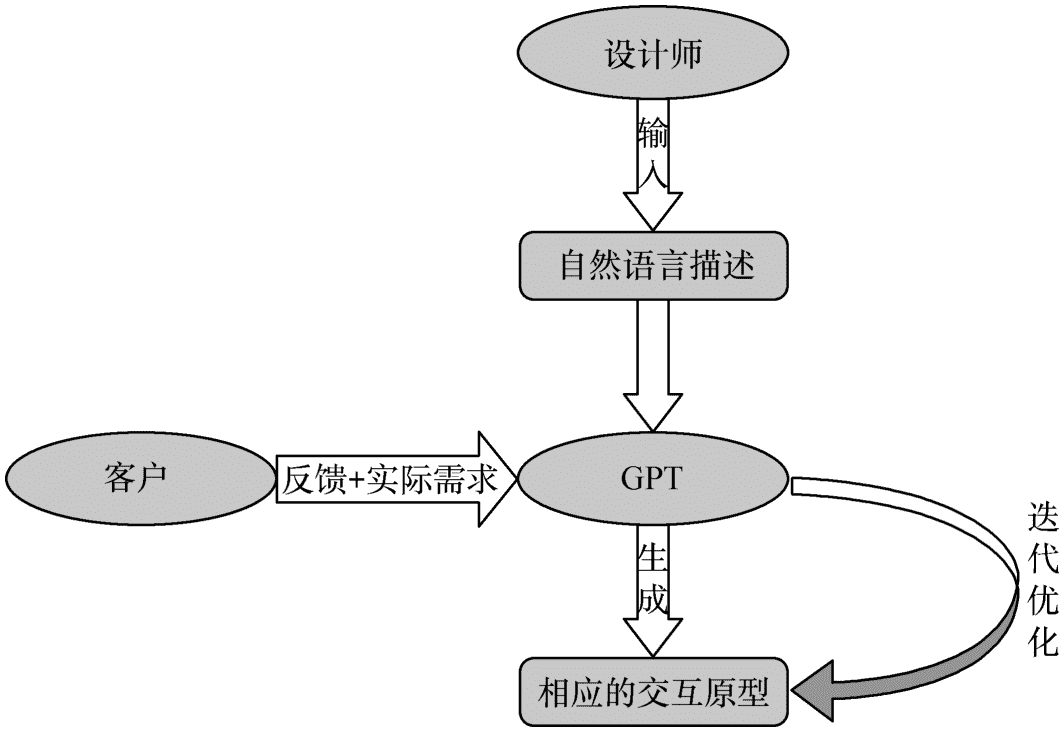 设计师
输入
自然语言描述
客户
反馈+实际需求
GPT
迭代优化
生成
相应的交互原型